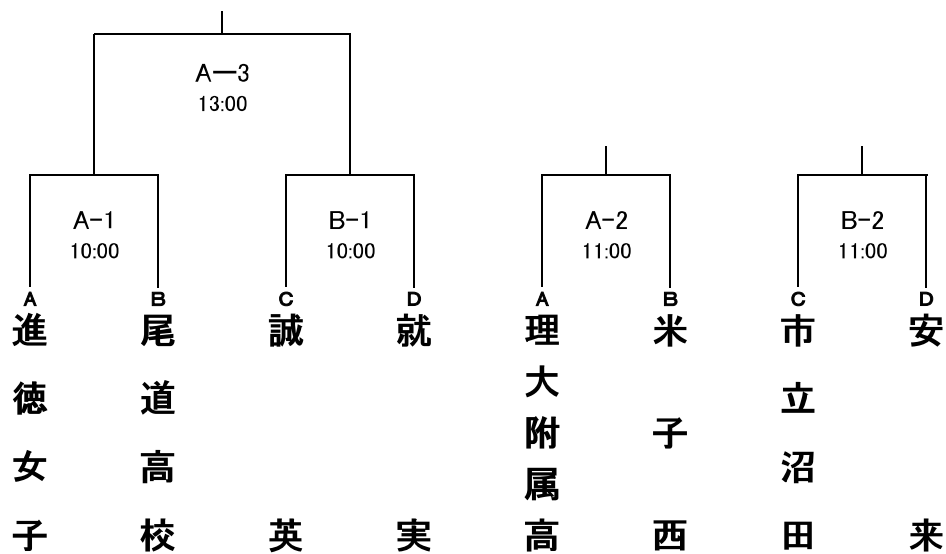 Aー3
13:00
A-1
10:00
B-1
10:00
A-2
11:00
B-2
11:00
A
B
C
D
A
B
C
D
進徳女子
尾道高校
誠英
就実
理大附属高
米子西
市立沼田
安来